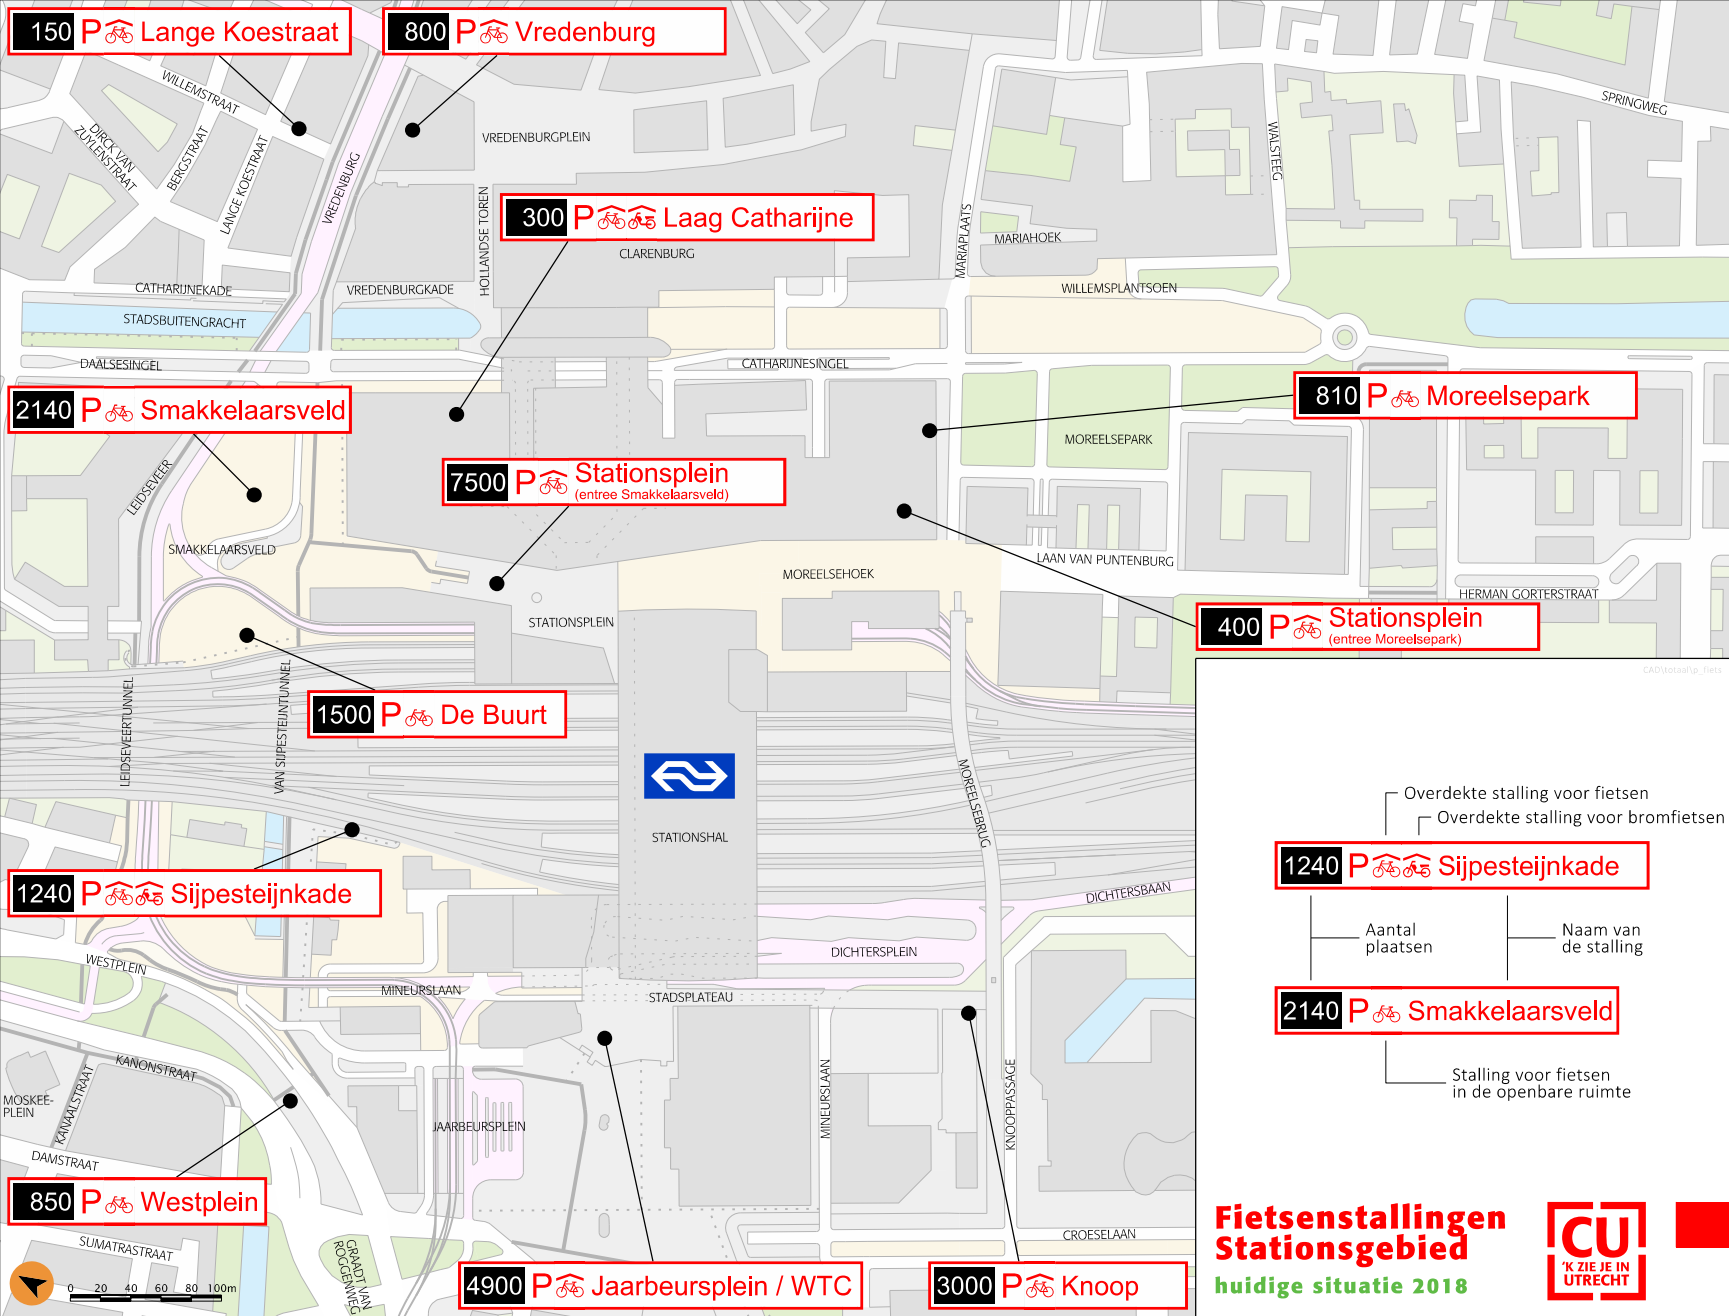 150 P Lange Koestraat
800 P Vredenburg
WILLEMSTRAAT
SPRINGWEG
DIRCK VAN
ZUYLENSTRAAT
BERGSTRAAT
LANGE KOESTRAAT
VREDENBURG
VREDENBURGPLEIN
WALSTEEG
HOLLANDSE TOREN
300 P Laag Catharijne
CLARENBURG
MARIAPLAATS
MARIAHOEK
CATHARIJNEKADE
VREDENBURGKADE
WILLEMSPLANTSOEN
STADSBUITENGRACHT
DAALSESINGEL
CATHARIJNESINGEL
2140 P Smakkelaarsveld
810 P Moreelsepark
MOREELSEPARK
LEIDSEVEER
7500 P Stationsplein
(entree Smakkelaarsveld)
SMAKKELAARSVELD
MOREELSEHOEK
LAAN VAN PUNTENBURG
HERMAN GORTERSTRAAT
STATIONSPLEIN
400 P Stationsplein
(entree Moreelsepark)
CAD\totaal\p_fiets
LEIDSEVEERTUNNEL
VAN SIJPESTEIJNTUNNEL
1500 P De Buurt
MOREELSEBRUG
STATIONSHAL
Overdekte stalling voor fietsen
Overdekte stalling voor bromfietsen
1240 P Sijpesteijnkade
1240 P Sijpesteijnkade
DICHTERSBAAN
Aantal
plaatsen
Naam van
de stalling
DICHTERSPLEIN
WESTPLEIN
MINEURSLAAN
STADSPLATEAU
2140 P Smakkelaarsveld
Stalling voor fietsen
in de openbare ruimte
KANONSTRAAT
KANAALSTRAAT
MOSKEE-
PLEIN
JAARBEURSPLEIN
MINEURSLAAN
KNOOPPASSAGE
DAMSTRAAT
850 P Westplein
SUMATRASTRAAT
GRAADT VAN
ROGGENWEG
CROESELAAN
0 20 40 60 80 100m
4900 P Jaarbeursplein / WTC
3000 P Knoop
Fietsenstallingen
Stationsgebied
huidige situatie 2018
CU
'K ZIE JE IN
UTRECHT